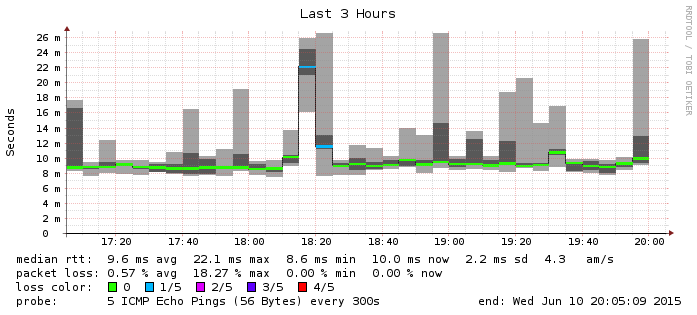 Last 3 Hours
RRDTOOL / TOBI OETIKER
Seconds
26 m
24 m
22 m
20 m
18 m
16 m
14 m
12 m
10 m
8 m
6 m
4 m
2 m
0
17:20 17:40 18:00 18:20 18:40 19:00 19:20 19:40 20:00
median rtt: 9.6 ms avg 22.1 ms max 8.6 ms min 10.0 ms now 2.2 ms sd 4.3 am/s
packet loss: 0.57 % avg 18.27 % max 0.00 % min 0.00 % now
loss color: 0 1/5 2/5 3/5 4/5
probe: 5 ICMP Echo Pings (56 Bytes) every 300s end: Wed Jun 10 20:05:09 2015